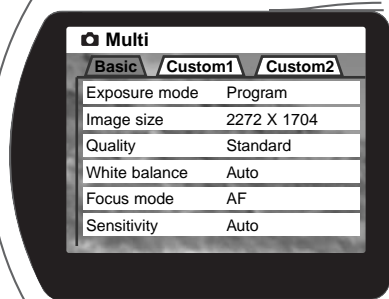 Multi
Basic Custom1 Custom2
Exposure mode Program
Image size 2272 X 1704
Quality Standard
White balance Auto
Focus mode AF
Sensitivity Auto